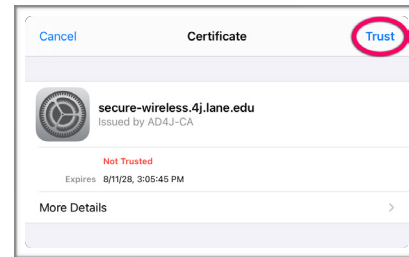 Cancel Certificate Trust
secure-wireless.4j.lane.edu
Issued by AD4J-CA
Not Trusted
Expires 8/11/28, 3:05:45 PM
More Details